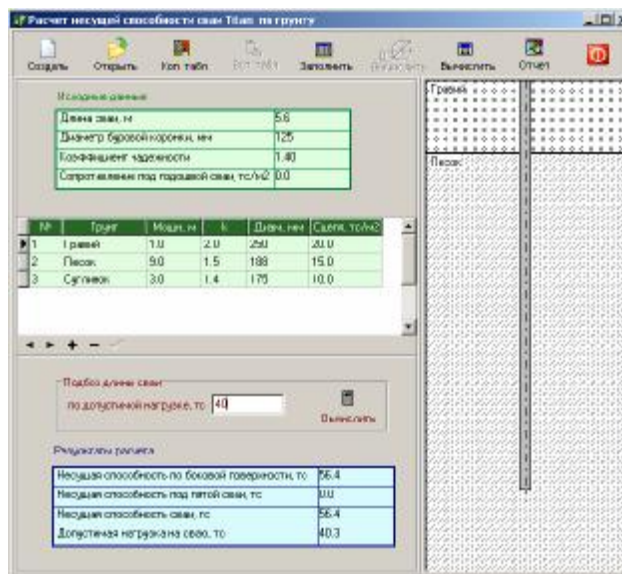 Расчет несущей способности сваи Titan по грунту
Создать Открыть Коп табл Вст табл Заполнить Вычислить Отчет
Исходные данные
Длина сваи, м 5.6
Диаметр буровой коронки, мм 125
Коэффициент надежности 1.40
Сопротивление под подошвой сваи, тс/м2 0.0
№ Грунт Мощн, м k Диам, мм Сцепл, тс/м2
1 Гравий 1.0 2.0 250 20.0
2 Песок 9.0 1.5 188 15.0
3 Суглинок 3.0 1.4 175 10.0
Подбор длины сваи
по допустимой нагрузке, тс 40
Вычислить
Результаты расчета
Несущая способность по боковой поверхности, тс 56.4
Несущая способность под пятой сваи, тс 0.0
Несущая способность сваи, тс 56.4
Допустимая нагрузка на сваю, тс 40.3
Гравий
Песок